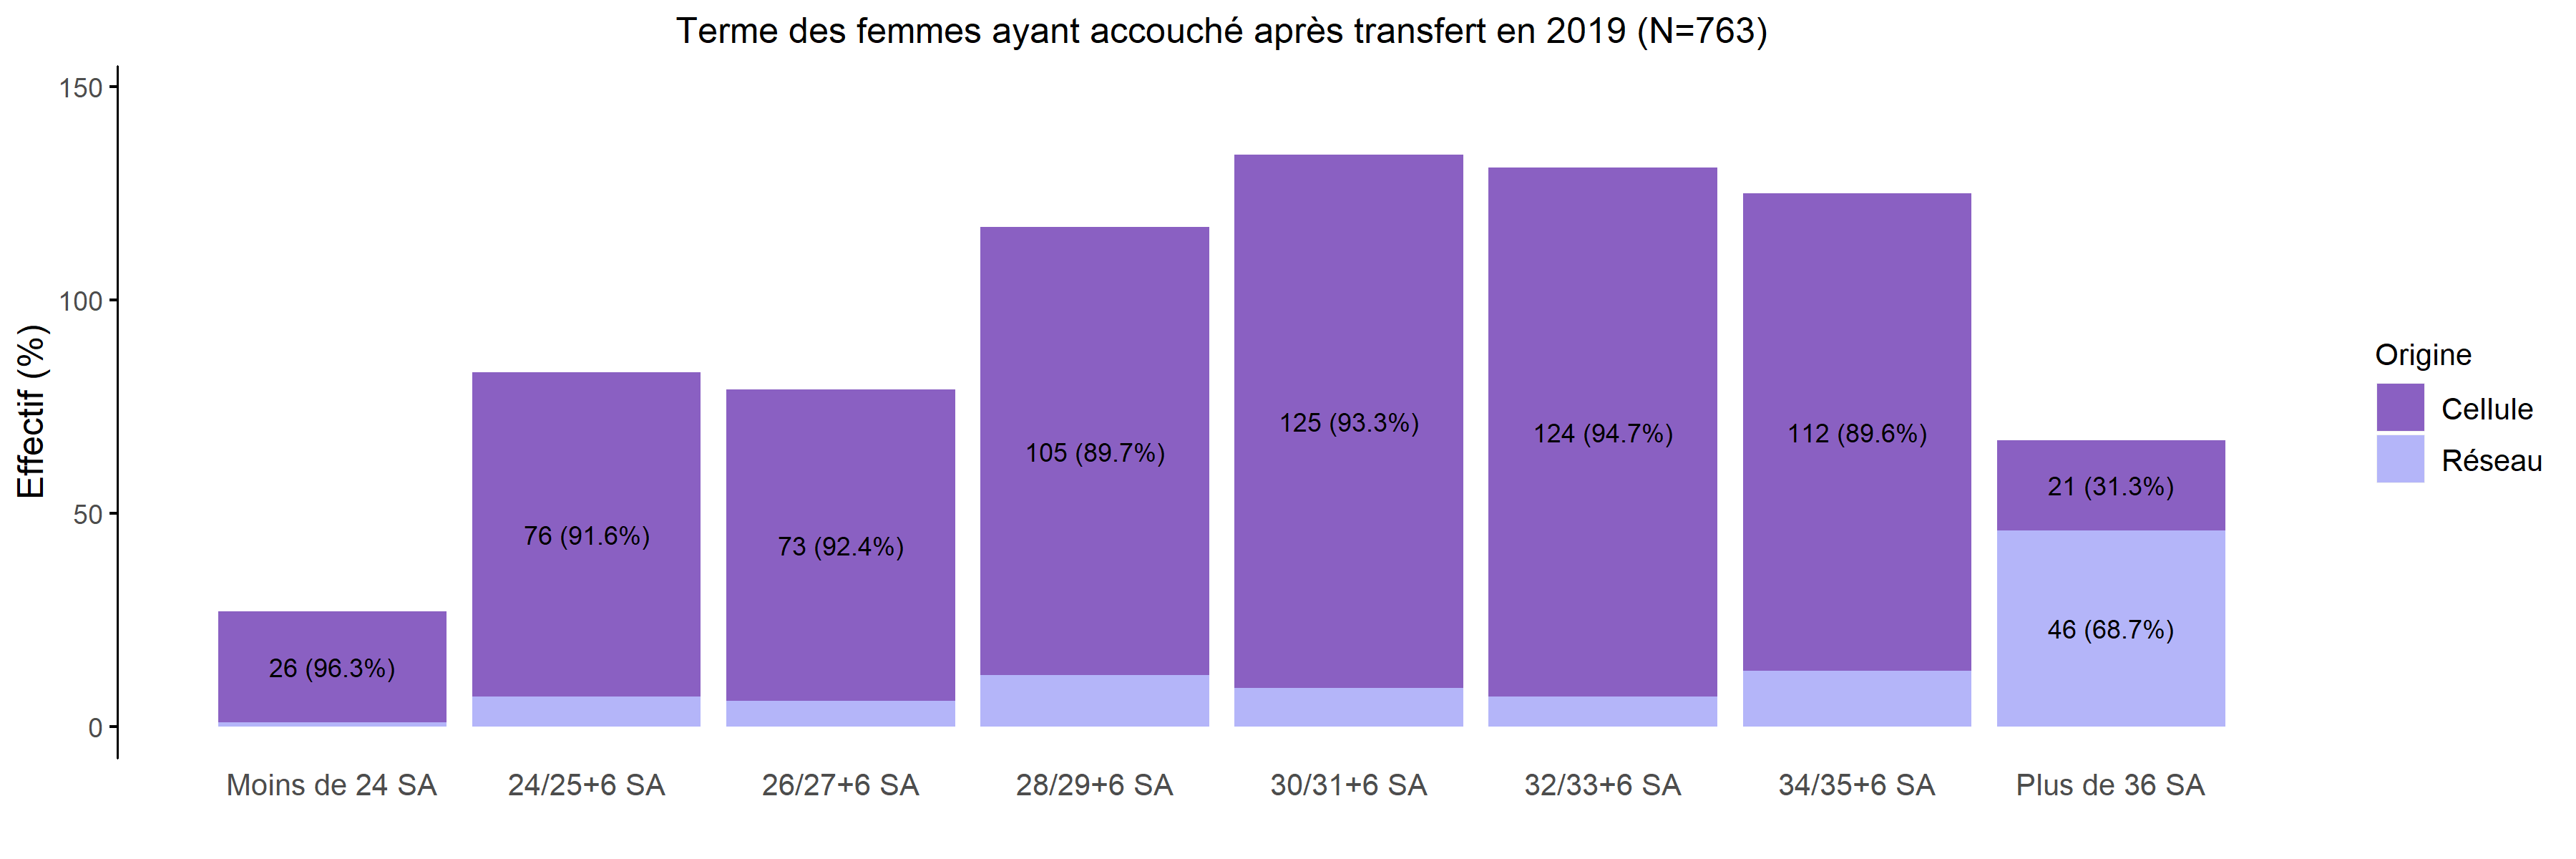 Terme des femmes ayant accouché après transfert en 2019 (N=763)
150
100
50
0
Effectif (%)
26 (96.3%)
76 (91.6%)
73 (92.4%)
105 (89.7%)
125 (93.3%)
124 (94.7%)
112 (89.6%)
21 (31.3%)
46 (68.7%)
Moins de 24 SA
24/25+6 SA
26/27+6 SA
28/29+6 SA
30/31+6 SA
32/33+6 SA
34/35+6 SA
Plus de 36 SA
Origine
Cellule
Réseau